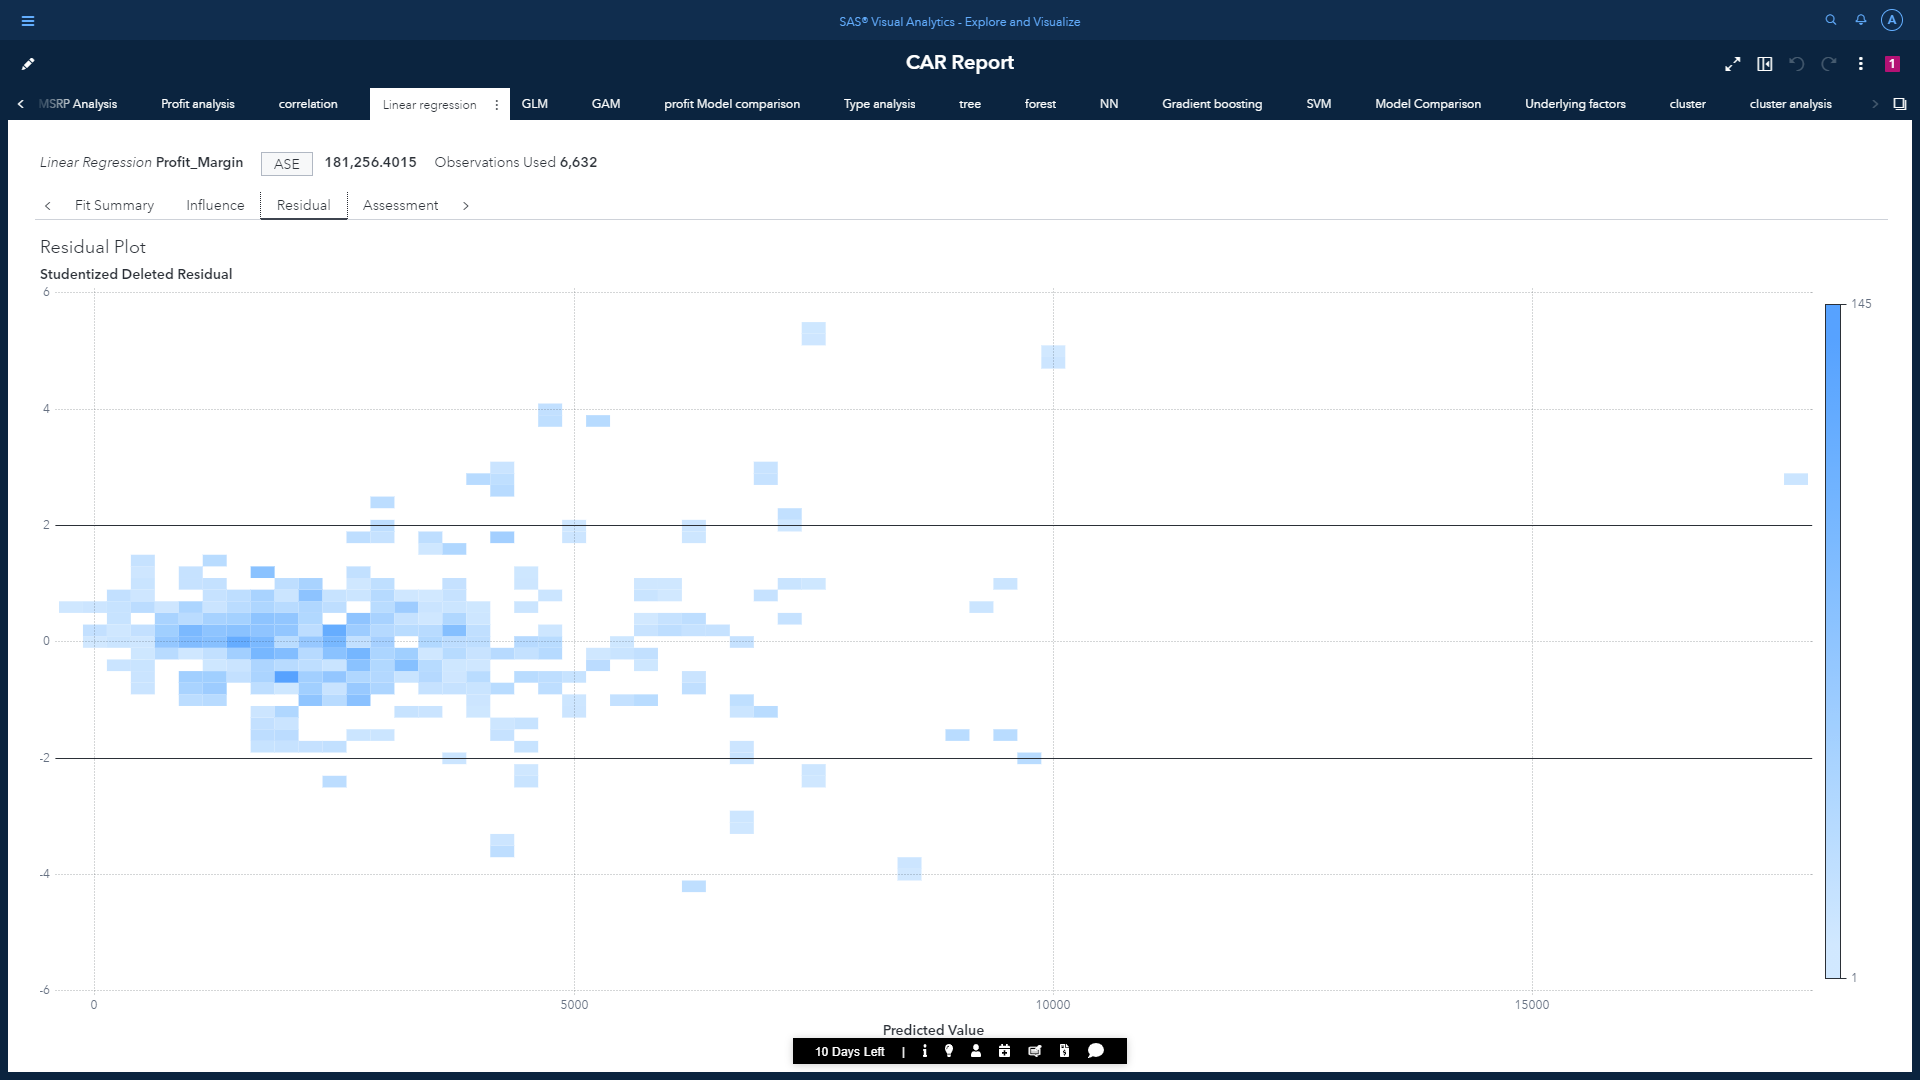 SAS® Visual Analytics - Explore and Visualize
A
CAR Report
1
MSRP Analysis Profit analysis correlation Linear regression GLM GAM profit Model comparison Type analysis tree forest NN Gradient boosting SVM Model Comparison Underlying factors cluster cluster analysis
Linear Regression Profit_Margin ASE 181,256.4015 Observations Used 6,632
Fit Summary Influence Residual Assessment
Residual Plot
Studentized Deleted Residual
6
145
4
2
0
-2
-4
1
-6
0 5000 10000 15000
Predicted Value
10 Days Left |